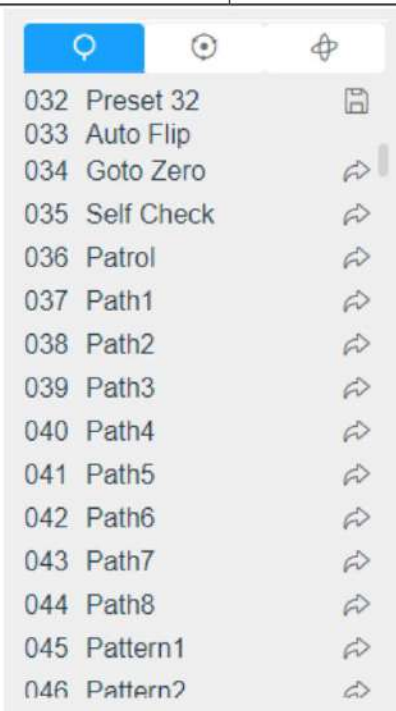 032 Preset 32
033 Auto Flip
034 Goto Zero
035 Self Check
036 Patrol
037 Path1
038 Path2
039 Path3
040 Path4
041 Path5
042 Path6
043 Path7
044 Path8
045 Pattern1
046 Pattern2